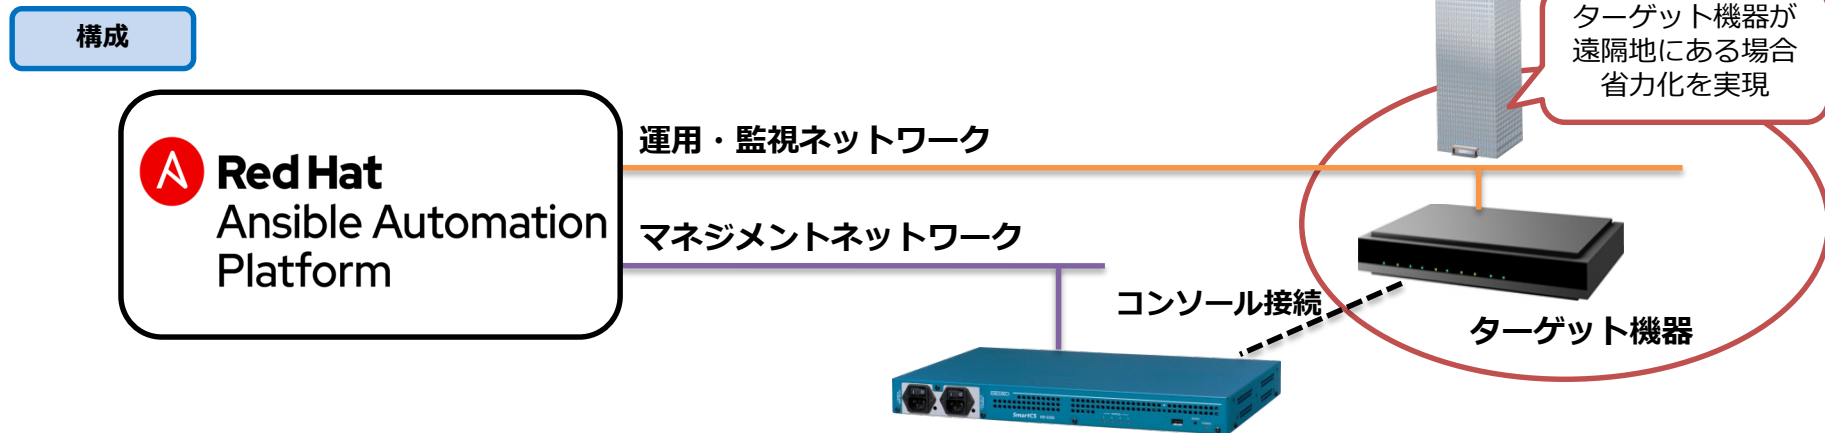 構成
ターゲット機器が
遠隔地にある場合
省力化を実現
運用・監視ネットワーク
Red Hat
Ansible Automation
Platform
マネジメントネットワーク
コンソール接続
ターゲット機器
SmartCS